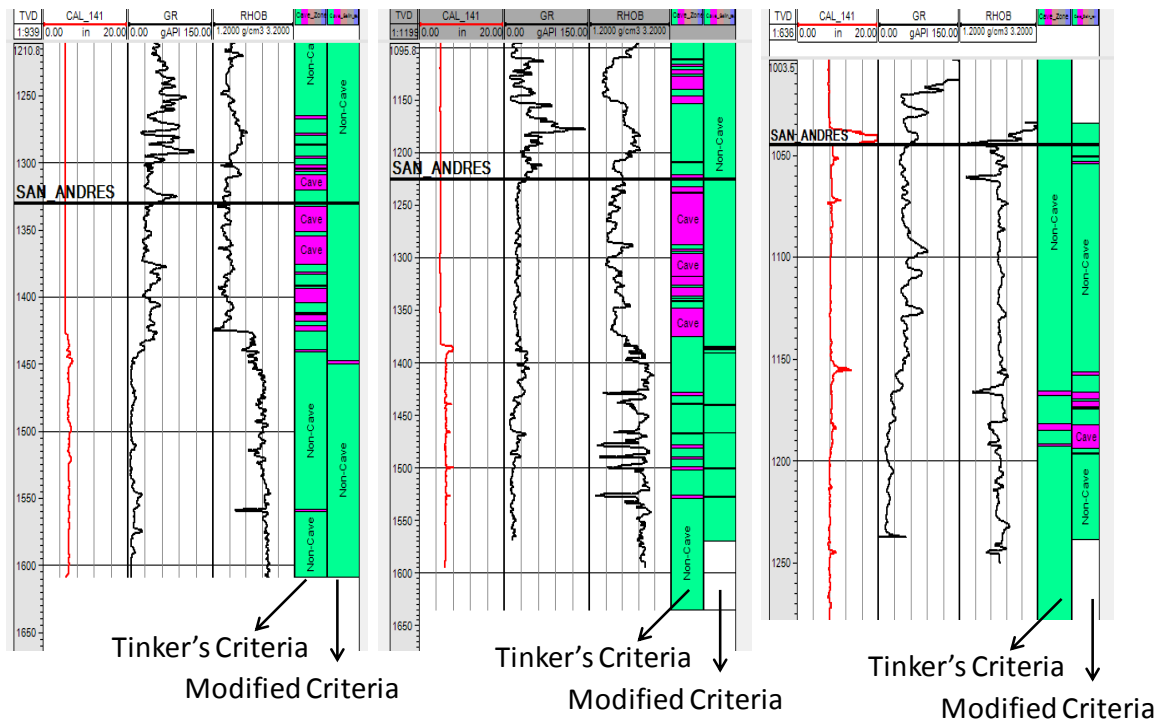 TVD CAL_141 GR RHOB
1:939 0.00 in 20.00 0.00 gAPI 150.00 1.2000 g/cm3 3.2000
1210.8
1250
1300
SAN_ANDRES
1350
1400
1450
1500
1550
1600
1650
Non-Cave
Cave
Cave
Cave
Non-Cave
Non-Cave
Non-Cave
Non-Cave
Tinker's Criteria
Modified Criteria
TVD CAL_141 GR RHOB
1:1199 0.00 in 20.00 0.00 gAPI 150.00 1.2000 g/cm3 3.2000
1095.8
1150
1200
SAN_ANDRES
1250
1300
1350
1400
1450
1500
1550
1600
1650
Cave
Cave
Cave
Non-Cave
Non-Cave
Tinker's Criteria
Modified Criteria
TVD CAL_141 GR RHOB
1:636 0.00 in 20.00 0.00 gAPI 150.00 1.2000 g/cm3 3.2000
1003.5
SAN_ANDRES
1050
1100
1150
1200
1250
Non-Cave
Non-Cave
Non-Cave
Cave
Non-Cave
Tinker's Criteria
Modified Criteria